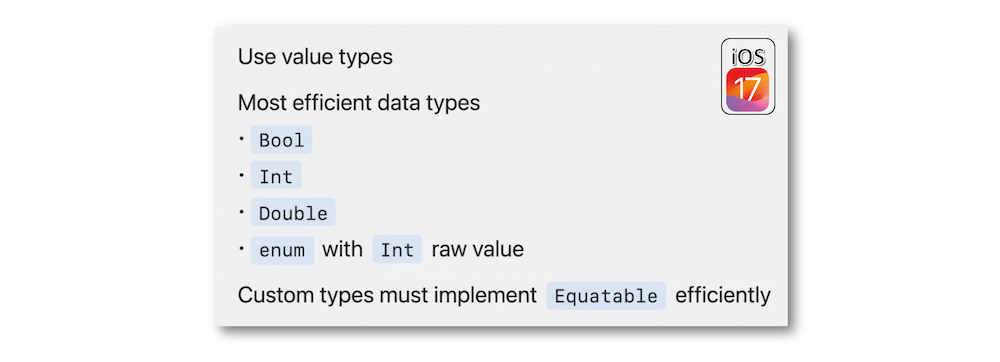 Use value types
iOS
17
Most efficient data types
· Bool
· Int
· Double
· enum with Int raw value
Custom types must implement Equatable efficiently